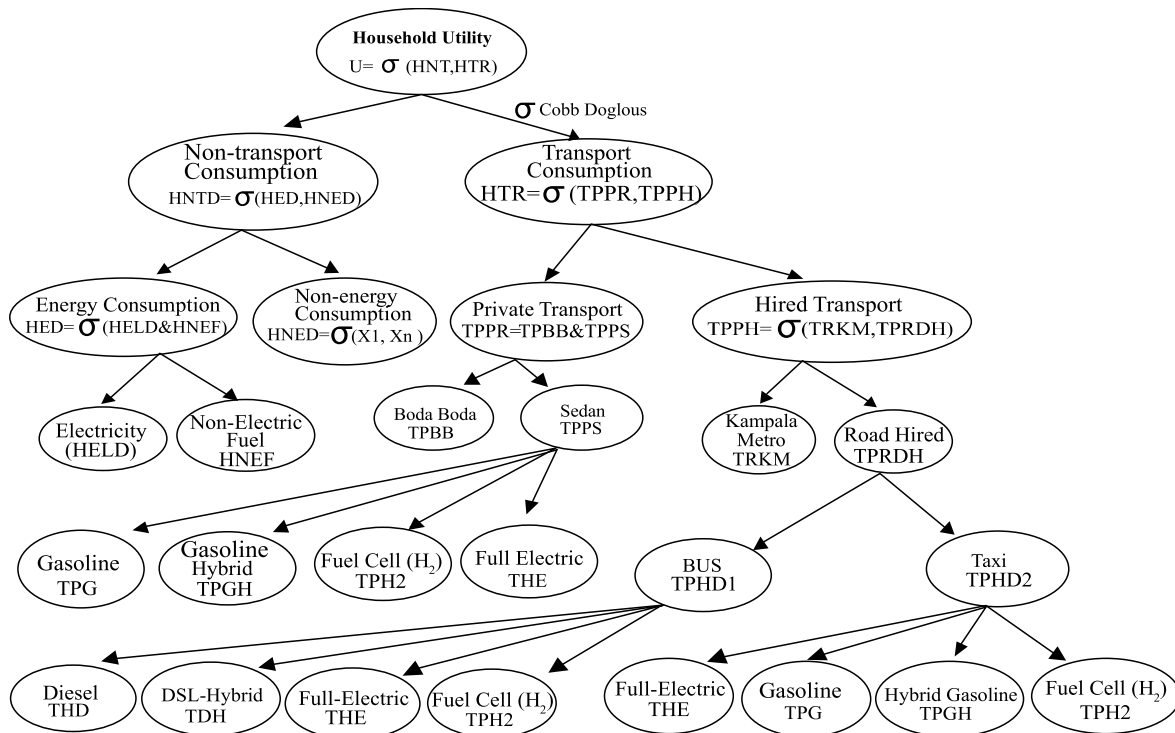 Household Utility
U= σ (HNT,HTR)
σ Cobb Doglous
Non-transport
Consumption
HNTD= σ(HED,HNED)
Transport
Consumption
HTR= σ (TPPR,TPPH)
Energy Consumption
HED= σ (HELD&HNEF)
Non-energy
Consumption
HNED= σ(X1, Xn )
Private Transport
TPPR=TPBB&TPPS
Hired Transport
TPPH= σ(TRKM,TPRDH)
Electricity
(HELD)
Non-Electric
Fuel
HNEF
Boda Boda
TPBB
Sedan
TPPS
Kampala
Metro
TRKM
Road Hired
TPRDH
Gasoline
TPG
Gasoline
Hybrid
TPGH
Fuel Cell (H₂)
TPH2
Full Electric
THE
BUS
TPHD1
Taxi
TPHD2
Diesel
THD
DSL-Hybrid
TDH
Full-Electric
THE
Fuel Cell (H₂)
TPH2
Full-Electric
THE
Gasoline
TPG
Hybrid Gasoline
TPGH
Fuel Cell (H₂)
TPH2